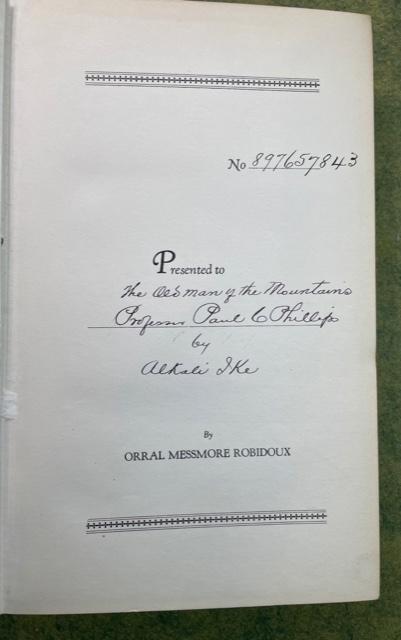 No 897657843
Presented to
The Old man of the Mountains
Professor Paul C Phillips
by
Alkali Ike
By
ORRAL MESSMORE ROBIDOUX